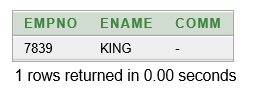 EMPNO ENAME COMM
7839 KING -
1 rows returned in 0.00 seconds